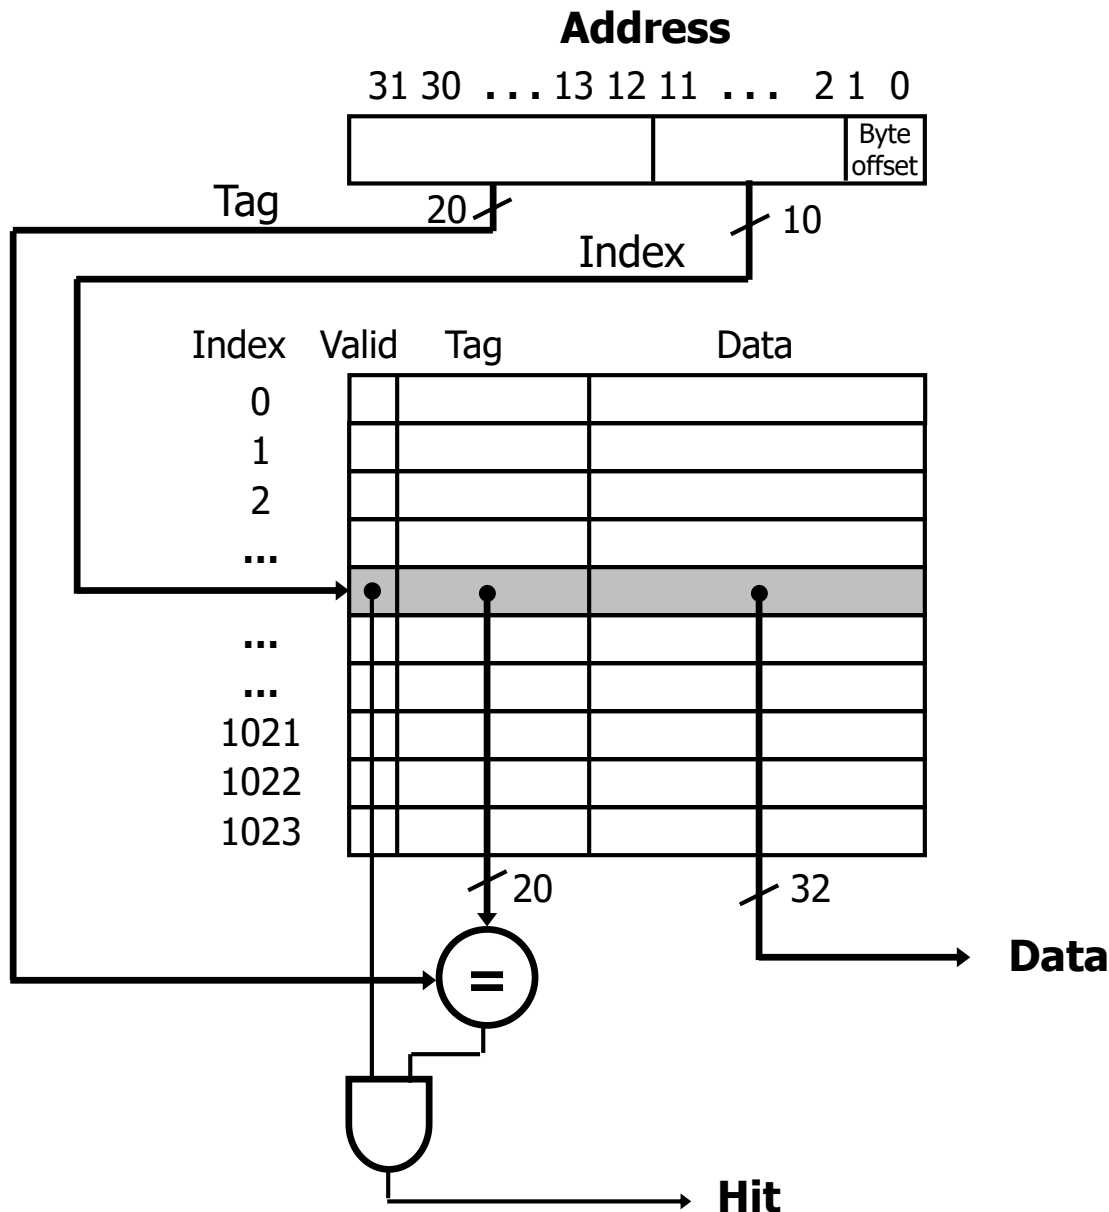 Address
31 30 ... 13 12 11 ... 2 1 0
Byte
offset
Tag
20
10
Index
Index Valid Tag Data
0
1
2
...
...
...
1021
1022
1023
20
32
=
Data
Hit